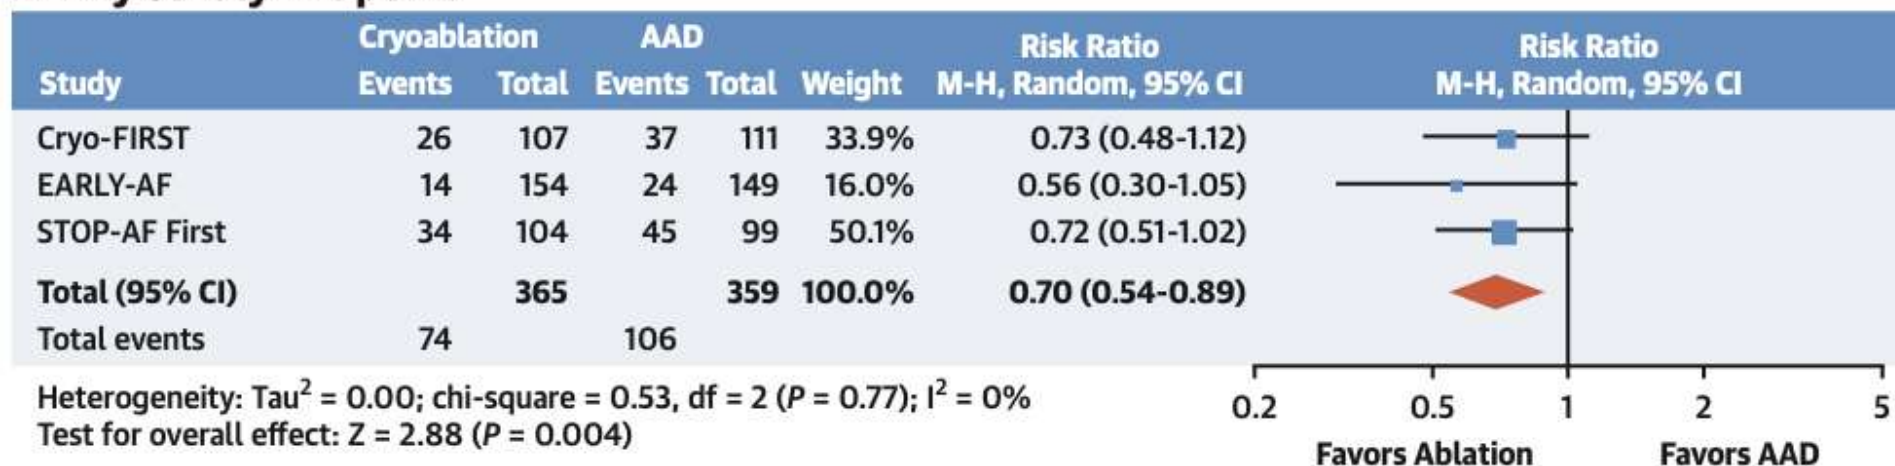 Cryoablation AAD Risk Ratio Risk Ratio
Study Events Total Events Total Weight M-H, Random, 95% CI M-H, Random, 95% CI
Cryo-FIRST 26 107 37 111 33.9% 0.73 (0.48-1.12)
EARLY-AF 14 154 24 149 16.0% 0.56 (0.30-1.05)
STOP-AF First 34 104 45 99 50.1% 0.72 (0.51-1.02)
Total (95% CI) 365 359 100.0% 0.70 (0.54-0.89)
Total events 74 106
Heterogeneity: Tau² = 0.00; chi-square = 0.53, df = 2 (P = 0.77); I² = 0%
Test for overall effect: Z = 2.88 (P = 0.004)
0.2 0.5 1 2 5
Favors Ablation Favors AAD